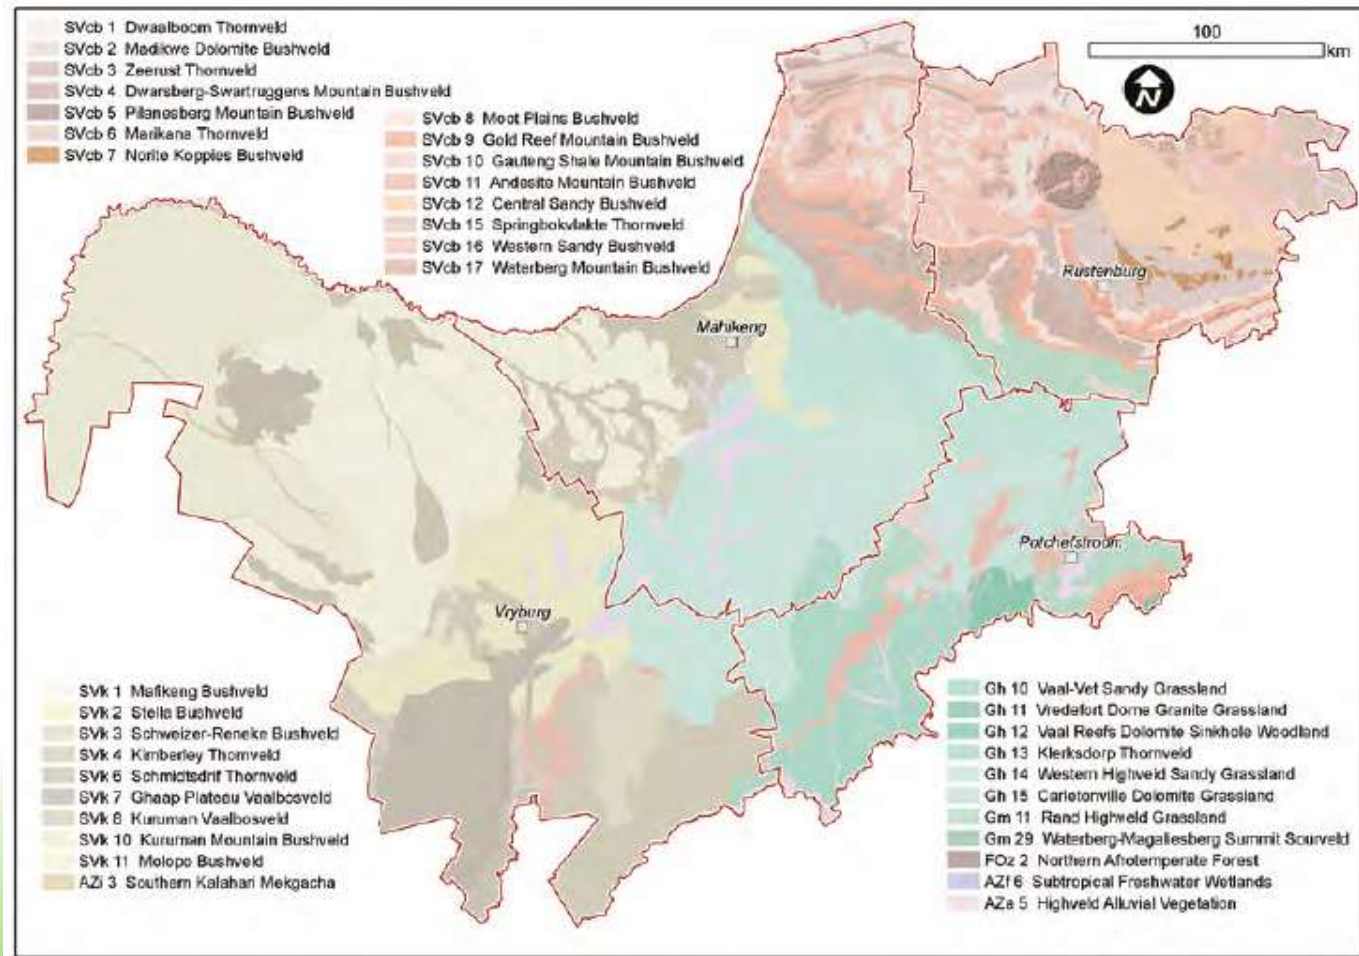 SVcb 1 Dwaalboom Thornveld
SVcb 2 Madikwe Dolomite Bushveld
SVcb 3 Zeerust Thornveld
SVcb 4 Dwarsberg-Swartruggens Mountain Bushveld
SVcb 5 Pilanesberg Mountain Bushveld
SVcb 6 Marikana Thornveld
SVcb 7 Norite Koppies Bushveld
SVcb 8 Moot Plains Bushveld
SVcb 9 Gold Reef Mountain Bushveld
SVcb 10 Gauteng Shale Mountain Bushveld
SVcb 11 Andesite Mountain Bushveld
SVcb 12 Central Sandy Bushveld
SVcb 15 Springbokvlakte Thornveld
SVcb 16 Western Sandy Bushveld
SVcb 17 Waterberg Mountain Bushveld
100
km
N
Rustenburg
Mahikeng
Potchefstroom
Vryburg
SVk 1 Mafikeng Bushveld
SVk 2 Stella Bushveld
SVk 3 Schweizer-Reneke Bushveld
SVk 4 Kimberley Thornveld
SVk 6 Schmidtsdrif Thornveld
SVk 7 Ghaap Plateau Vaalbosveld
SVk 8 Kuruman Vaalbosveld
SVk 10 Kuruman Mountain Bushveld
SVk 11 Molopo Bushveld
AZi 3 Southern Kalahari Mekgacha
Gh 10 Vaal-Vet Sandy Grassland
Gh 11 Vredefort Dome Granite Grassland
Gh 12 Vaal Reefs Dolomite Sinkhole Woodland
Gh 13 Klerksdorp Thornveld
Gh 14 Western Highveld Sandy Grassland
Gh 15 Carletonville Dolomite Grassland
Gm 11 Rand Highveld Grassland
Gm 29 Waterberg-Magaliesberg Summit Sourveld
FOz 2 Northern Afrotemperate Forest
AZf 6 Subtropical Freshwater Wetlands
AZa 5 Highveld Alluvial Vegetation